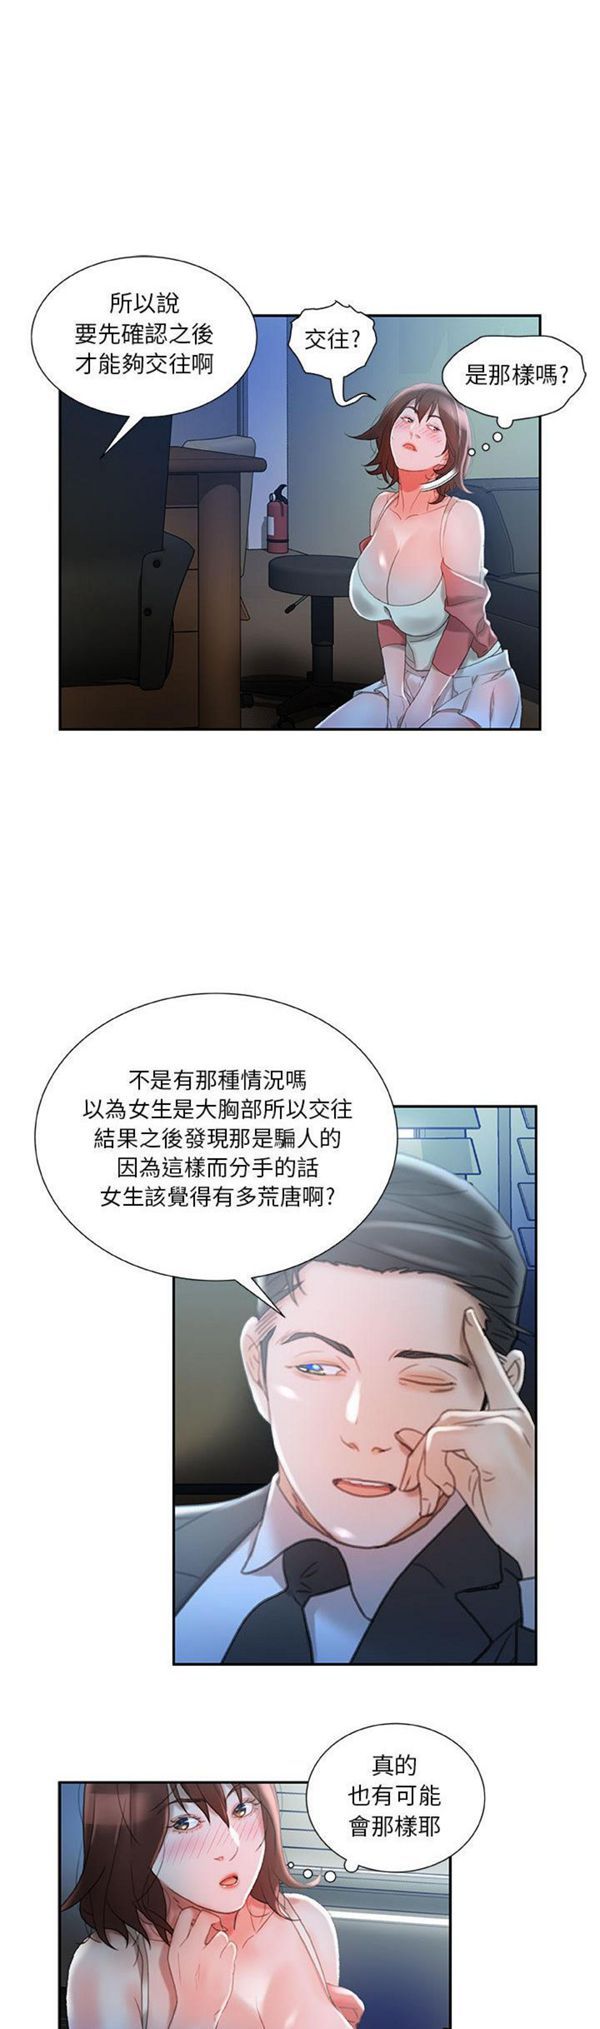 所以說
要先確認之後
才能夠交往啊
交往?
是那樣嗎?
不是有那種情況嗎
以為女生是大胸部所以交往
結果之後發現那是騙人的
因為這樣而分手的話
女生該覺得有多荒唐啊?
真的
也有可能
會那樣耶